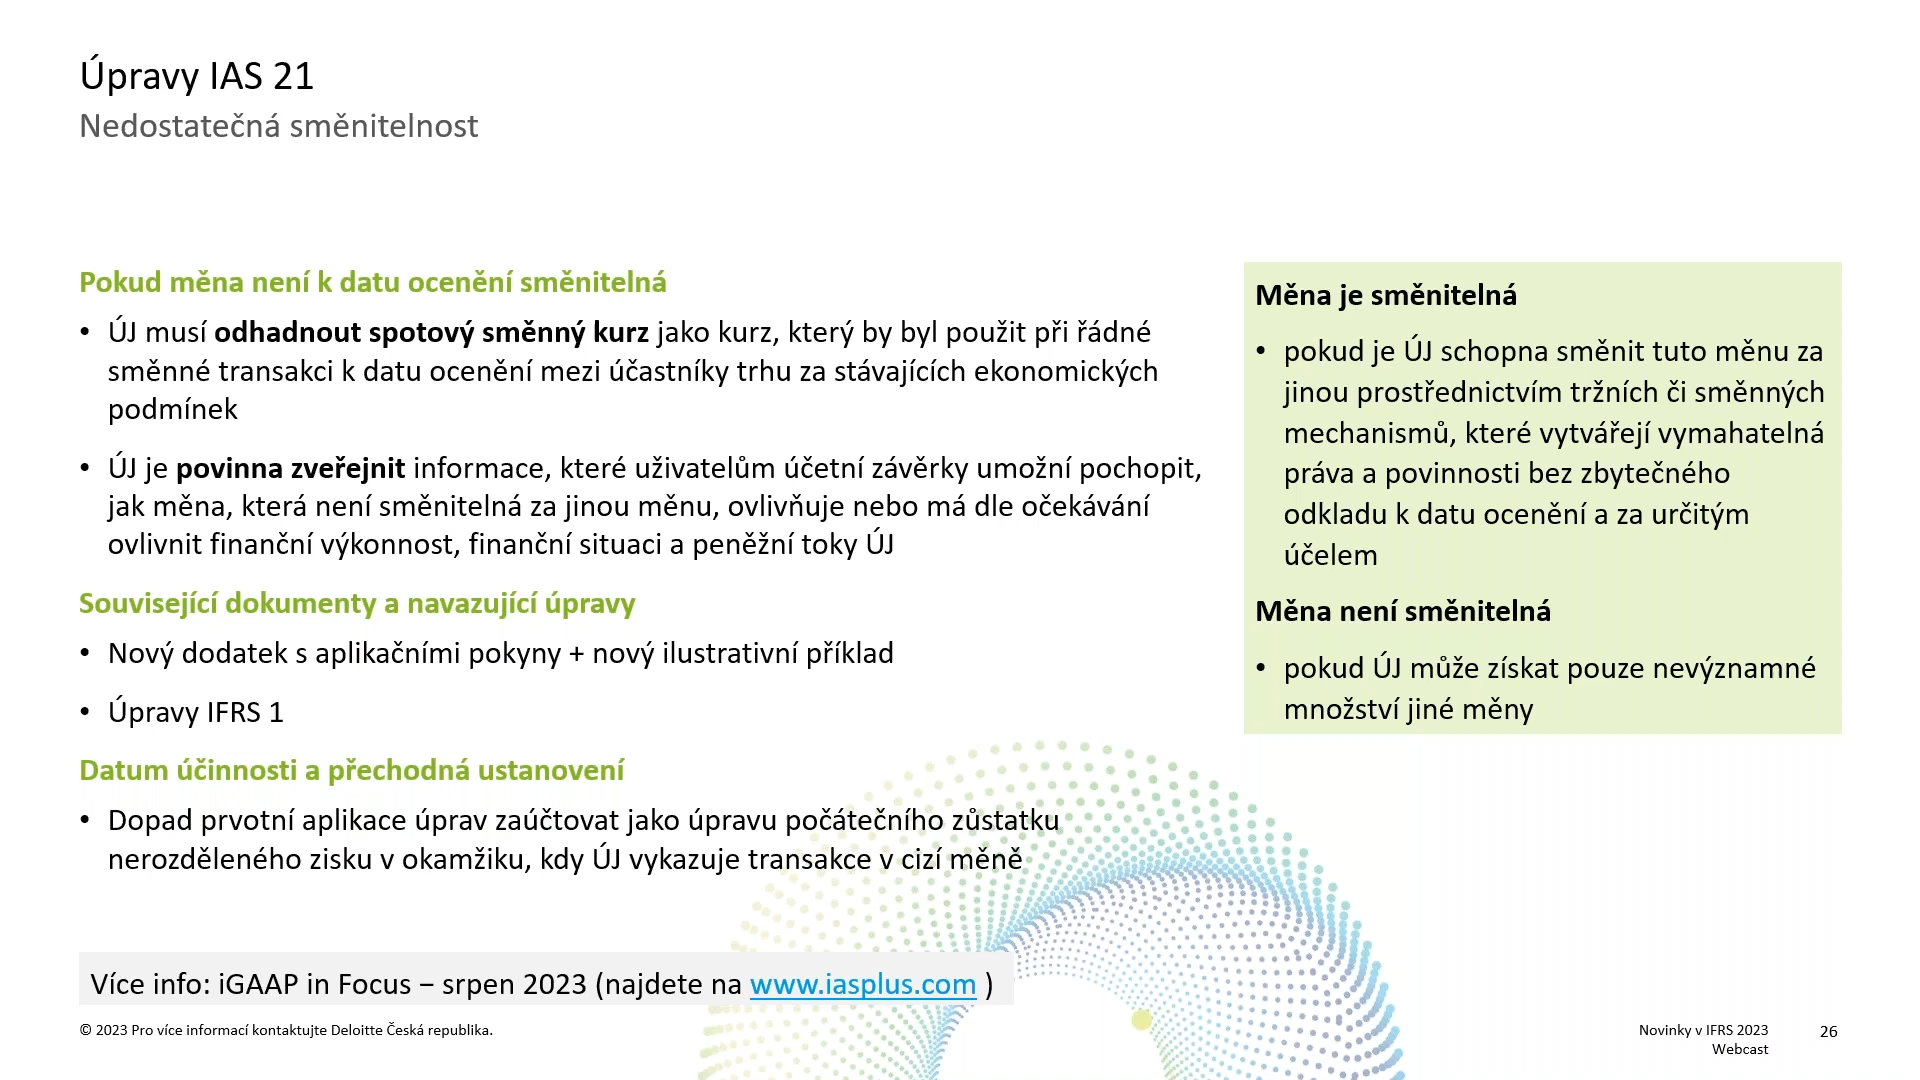 Úpravy IAS 21
Nedostatečná směnitelnost
Pokud měna není k datu ocenění směnitelná
• ÚJ musí odhadnout spotový směnný kurz jako kurz, který by byl použit při řádné
směnné transakci k datu ocenění mezi účastníky trhu za stávajících ekonomických
podmínek
• ÚJ je povinna zveřejnit informace, které uživatelům účetní závěrky umožní pochopit,
jak měna, která není směnitelná za jinou měnu, ovlivňuje nebo má dle očekávání
ovlivnit finanční výkonnost, finanční situaci a peněžní toky ÚJ
Související dokumenty a navazující úpravy
• Nový dodatek s aplikačními pokyny + nový ilustrativní příklad
• Úpravy IFRS 1
Datum účinnosti a přechodná ustanovení
• Dopad prvotní aplikace úprav zaúčtovat jako úpravu počátečního zůstatku
nerozděleného zisku v okamžiku, kdy ÚJ vykazuje transakce v cizí měně
Měna je směnitelná
• pokud je ÚJ schopna směnit tuto měnu za
jinou prostřednictvím tržních či směnných
mechanismů, které vytvářejí vymahatelná
práva a povinnosti bez zbytečného
odkladu k datu ocenění a za určitým
účelem
Měna není směnitelná
• pokud ÚJ může získat pouze nevýznamné
množství jiné měny
Více info: iGAAP in Focus – srpen 2023 (najdete na www.iasplus.com )
© 2023 Pro více informací kontaktujte Deloitte Česká republika.
Novinky v IFRS 2023
Webcast
26